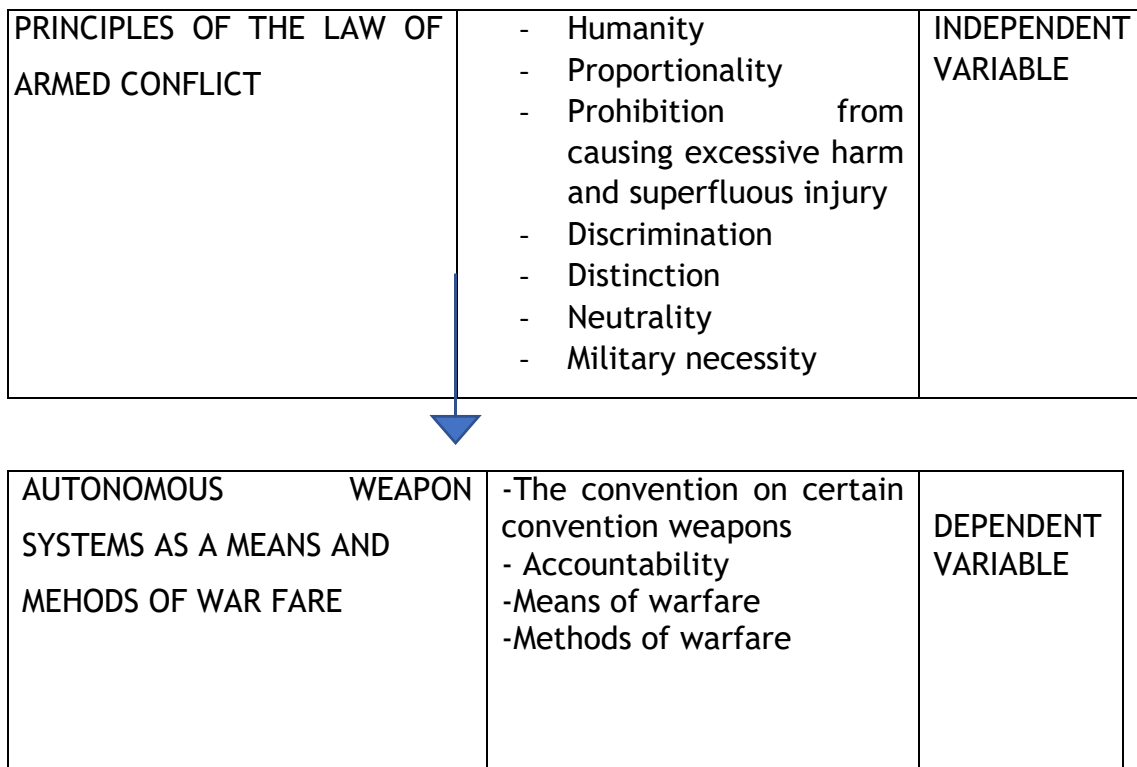 PRINCIPLES OF THE LAW OF
ARMED CONFLICT
- Humanity
- Proportionality
- Prohibition from
causing excessive harm
and superfluous injury
- Discrimination
- Distinction
- Neutrality
- Military necessity
INDEPENDENT
VARIABLE
AUTONOMOUS WEAPON
SYSTEMS AS A MEANS AND
MEHODS OF WAR FARE
-The convention on certain
convention weapons
- Accountability
-Means of warfare
-Methods of warfare
DEPENDENT
VARIABLE